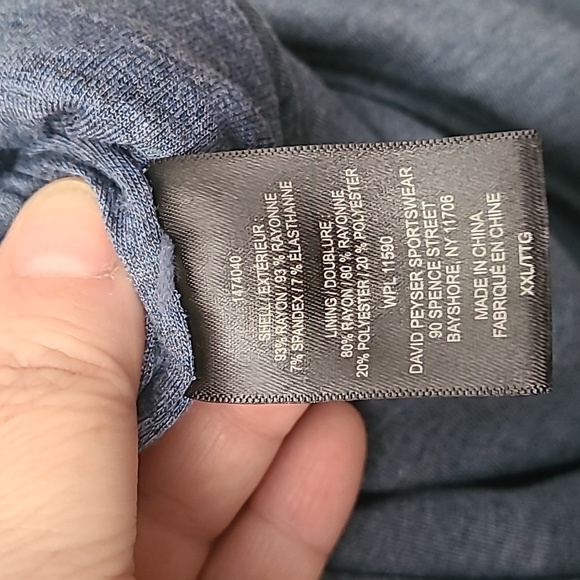 1174040
SHELL/EXTÉRIEUR:
93% RAYON/93 % RAYONNE
7% SPANDEX/7 % ÉLASTHANNE
LINING/DOUBLURE:
80% RAYON/80 % RAYONNE
20% POLYESTER/20 % POLYESTER
WPL 11590
DAVID PEYSER SPORTSWEAR
90 SPENCE STREET
BAYSHORE, NY 11706
MADE IN CHINA
FABRIQUÉ EN CHINE
XXL/TTG